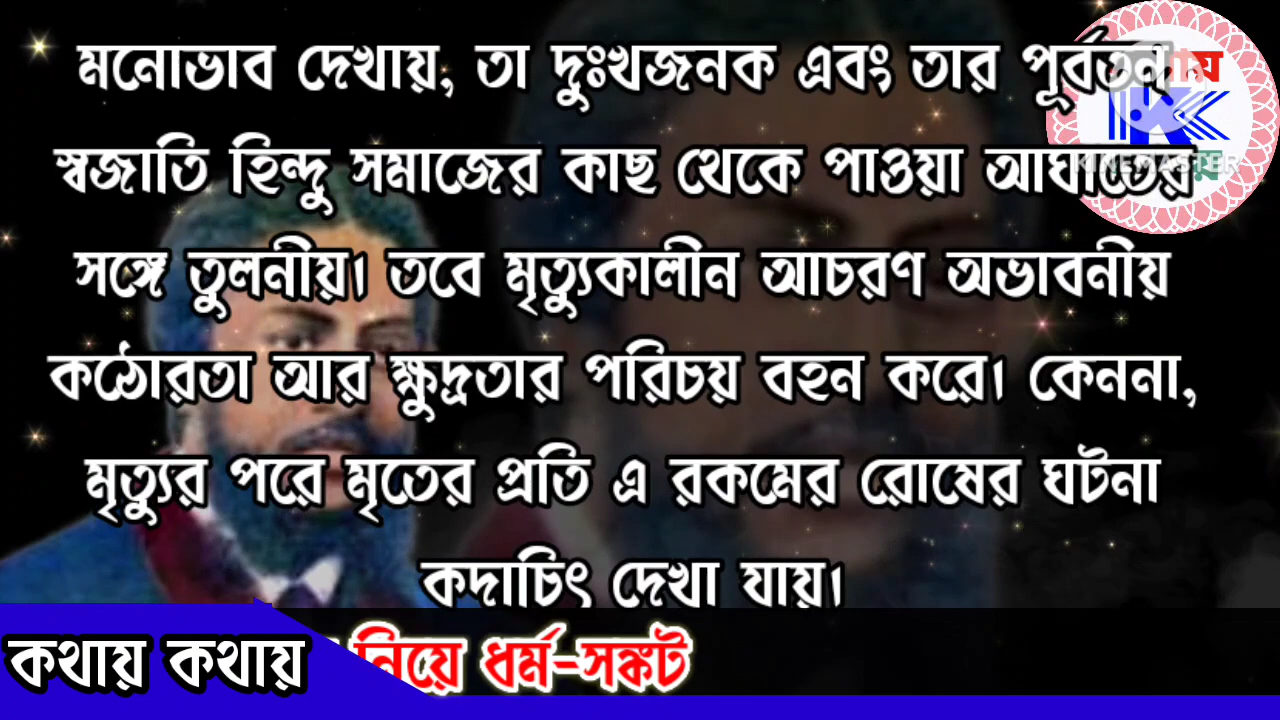 মনোভাব দেখায়, তা দুঃখজনক এবং তার পূর্বতন
স্বজাতি হিন্দু সমাজের কাছ থেকে পাওয়া আঘাতের
সঙ্গে তুলনীয়। তবে মৃত্যুকালীন আচরণ অভাবনীয়
কঠোরতা আর ক্ষুদ্রতার পরিচয় বহন করে। কেননা,
মৃত্যুর পরে মৃতের প্রতি এ রকমের রোষের ঘটনা
কদাচিৎ দেখা যায়।
কথায় কথায় নিয়ে ধর্ম-সঙ্কট
K
KINEMASTER